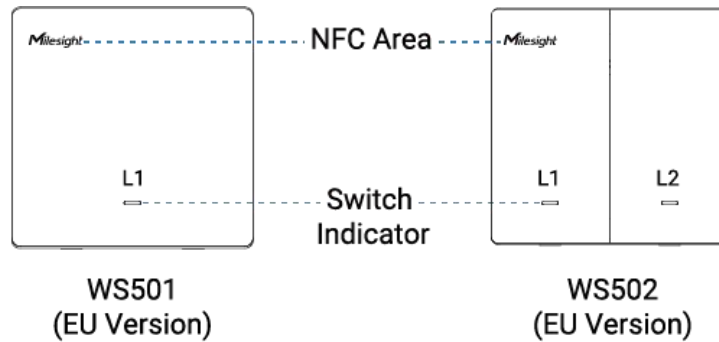 Milesight NFC Area Milesight
L1 L1 L2
Switch
Indicator
WS501 WS502
(EU Version) (EU Version)